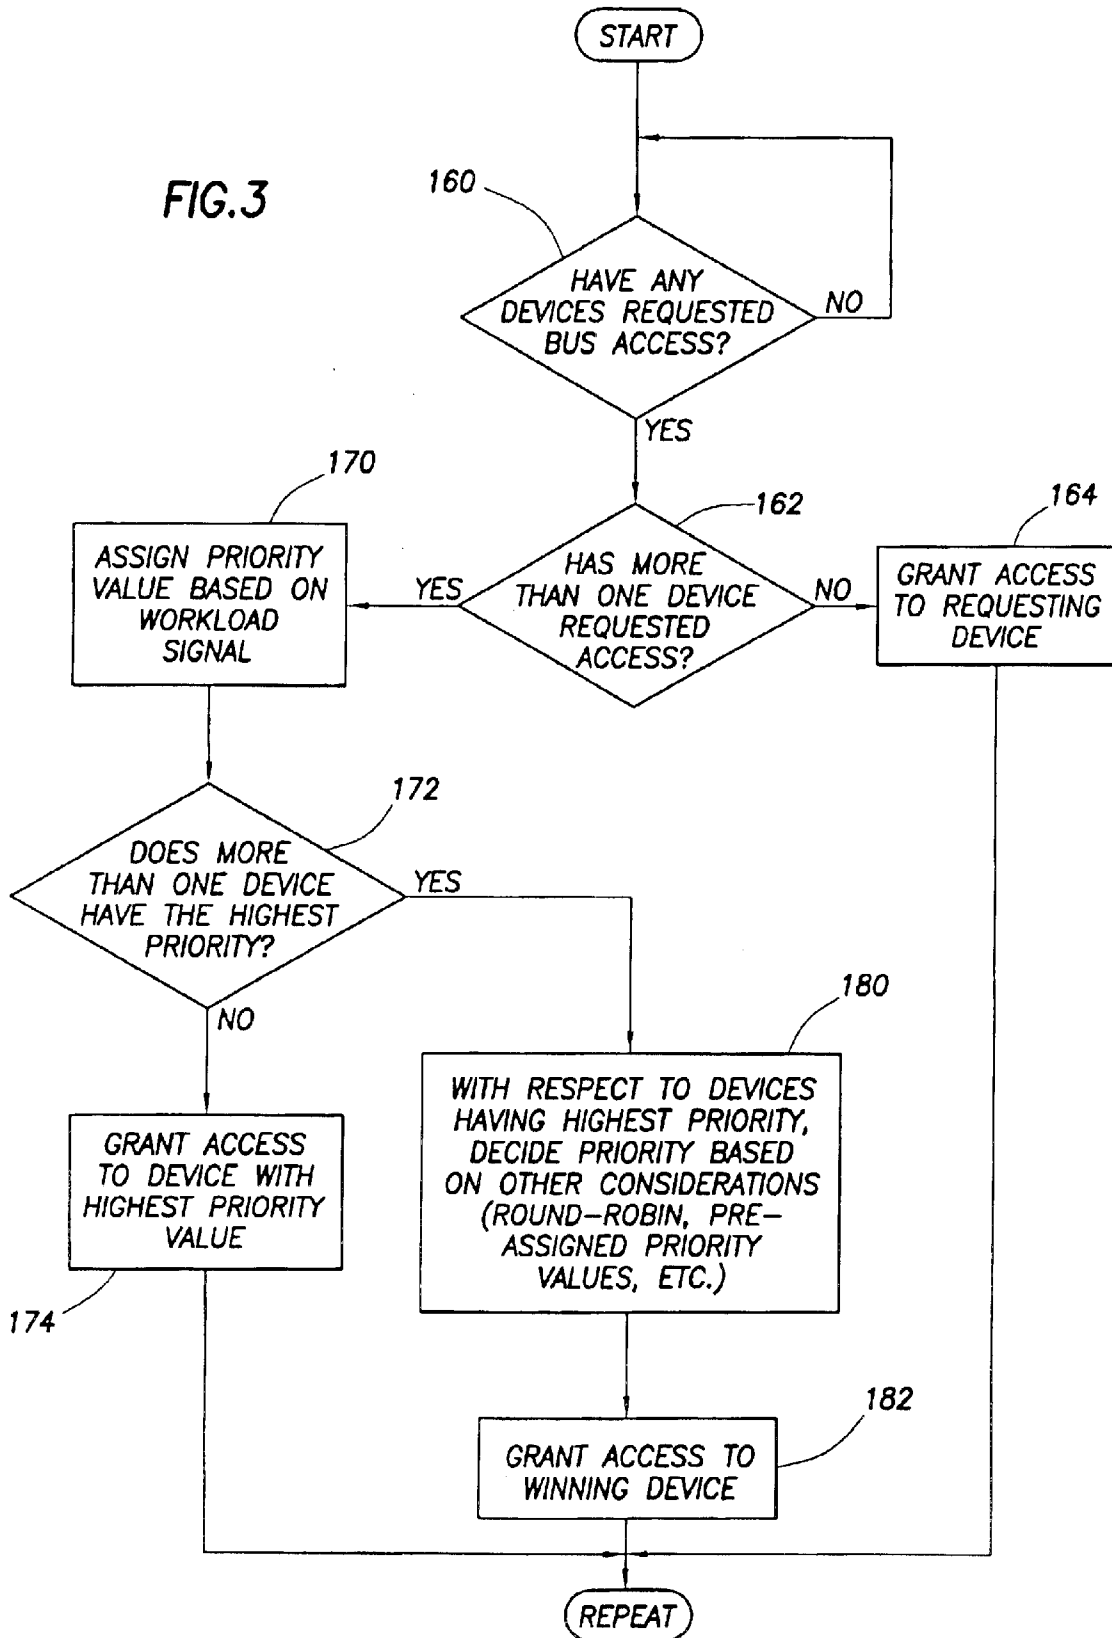 START
FIG.3
160
HAVE ANY
DEVICES REQUESTED
BUS ACCESS?
NO
YES
170
162
164
ASSIGN PRIORITY
VALUE BASED ON
WORKLOAD
SIGNAL
YES
HAS MORE
THAN ONE DEVICE
REQUESTED
ACCESS?
NO
GRANT ACCESS
TO REQUESTING
DEVICE
172
DOES MORE
THAN ONE DEVICE
HAVE THE HIGHEST
PRIORITY?
YES
NO
180
GRANT ACCESS
TO DEVICE WITH
HIGHEST PRIORITY
VALUE
174
WITH RESPECT TO DEVICES
HAVING HIGHEST PRIORITY,
DECIDE PRIORITY BASED
ON OTHER CONSIDERATIONS
(ROUND-ROBIN, PRE-
ASSIGNED PRIORITY
VALUES, ETC.)
182
GRANT ACCESS TO
WINNING DEVICE
REPEAT